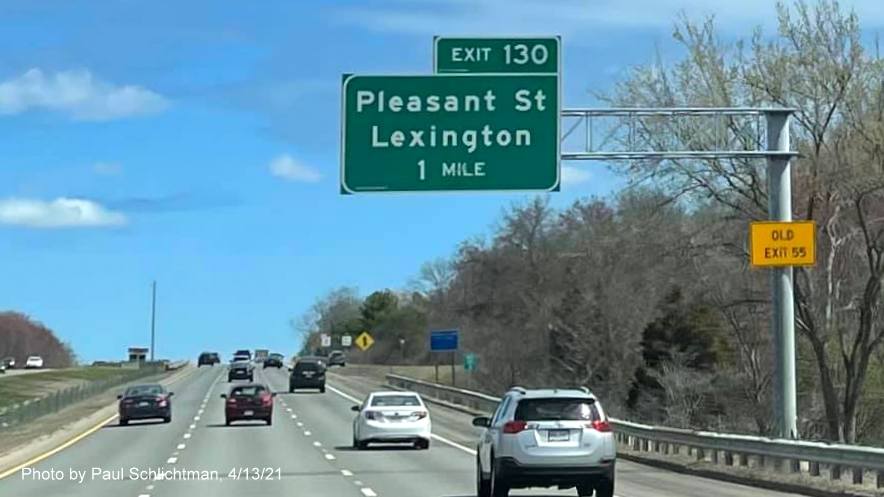 EXIT 130
Pleasant St
Lexington
1 MILE
OLD
EXIT 55
Photo by Paul Schlichtman, 4/13/21